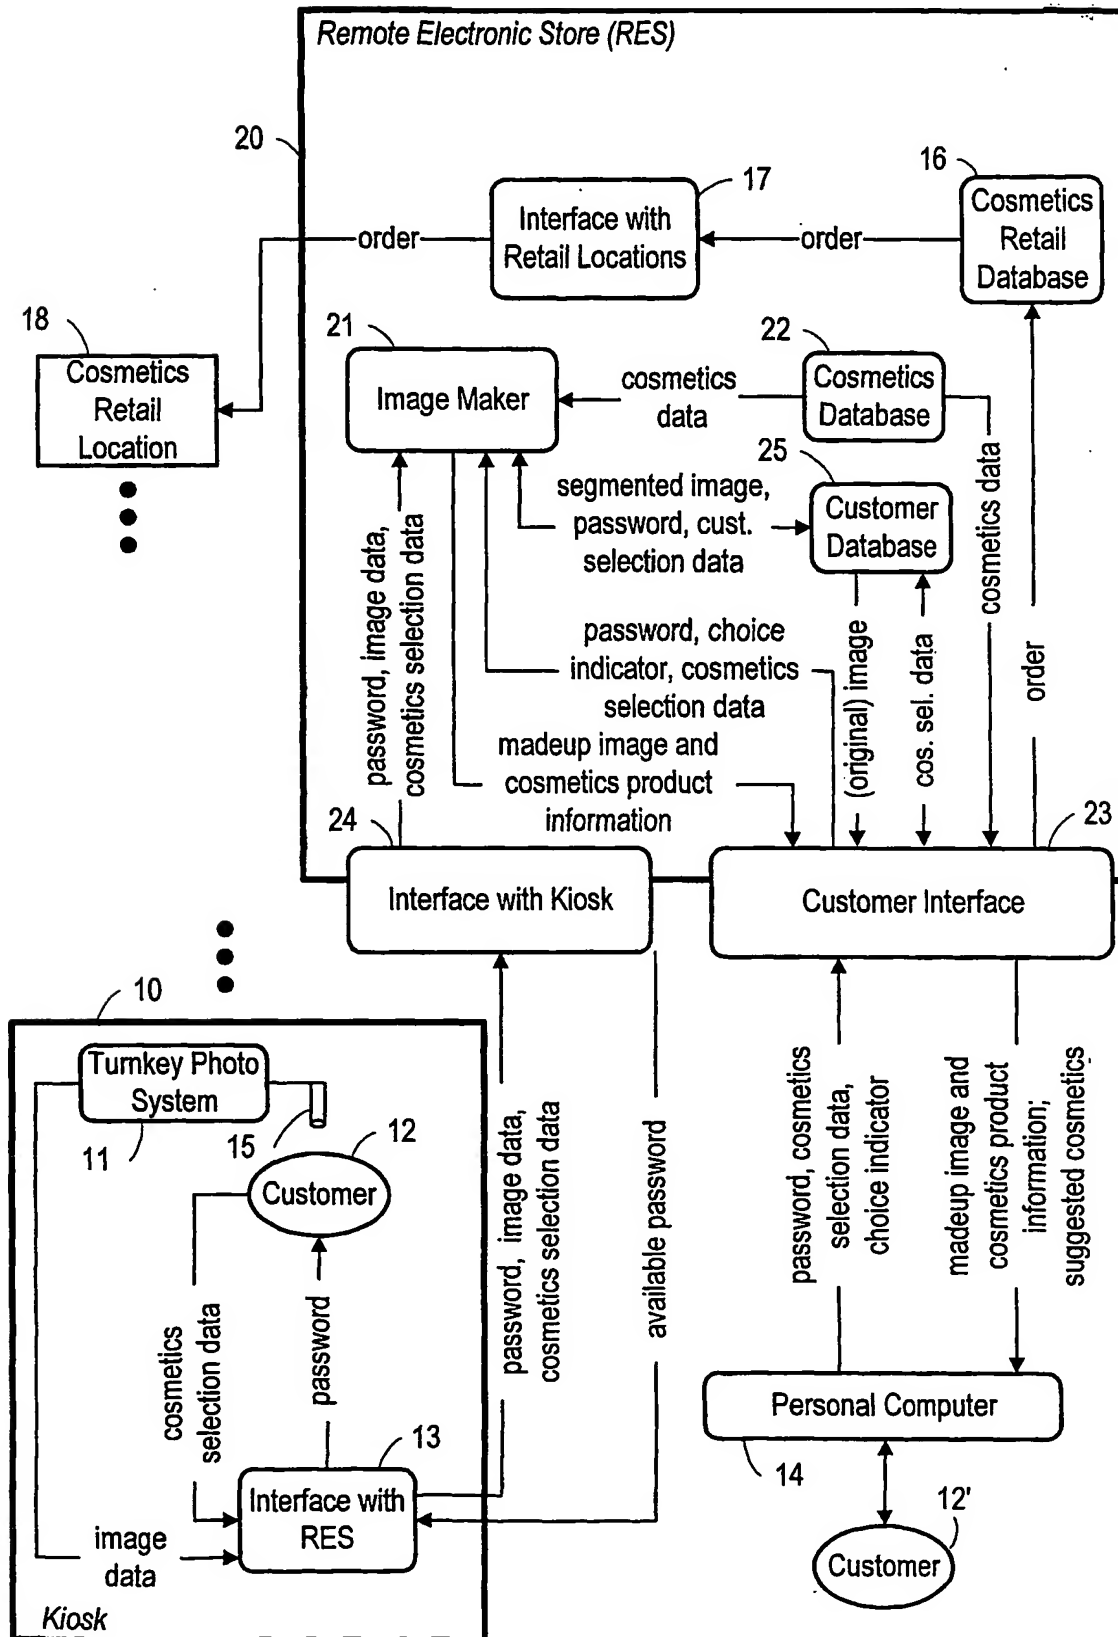 Remote Electronic Store (RES)
20
17
16
Interface with
Retail Locations
Cosmetics
Retail
Database
order
order
18
Cosmetics
Retail
Location
21
Image Maker
cosmetics
data
22
Cosmetics
Database
25
Customer
Database
segmented image,
password, cust.
selection data
password, image data,
cosmetics selection data
password, choice
indicator, cosmetics
selection data
madeup image and
cosmetics product
information
(original) image
cos. sel. data
cosmetics data
order
24
Interface with Kiosk
23
Customer Interface
10
Turnkey Photo
System
11
15
12
Customer
cosmetics
selection data
password
13
Interface with
RES
image
data
Kiosk
password, image data,
cosmetics selection data
available password
password, cosmetics
selection data,
choice indicator
madeup image and
cosmetics product
information;
suggested cosmetics
Personal Computer
14
12'
Customer